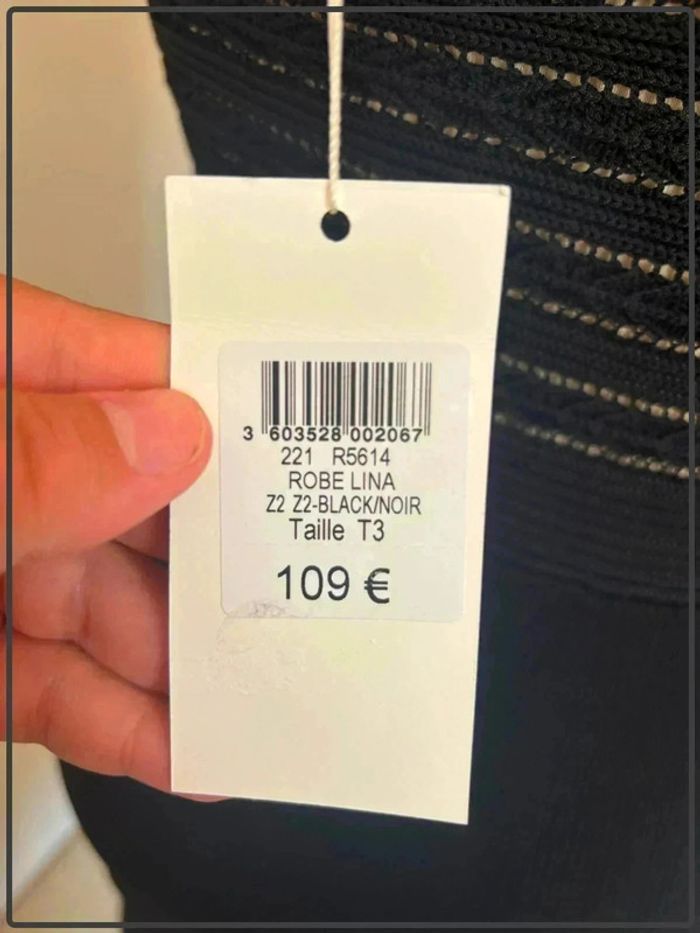 3 603528 002067
221 R5614
ROBE LINA
Z2 Z2-BLACK/NOIR
Taille T3
109 €